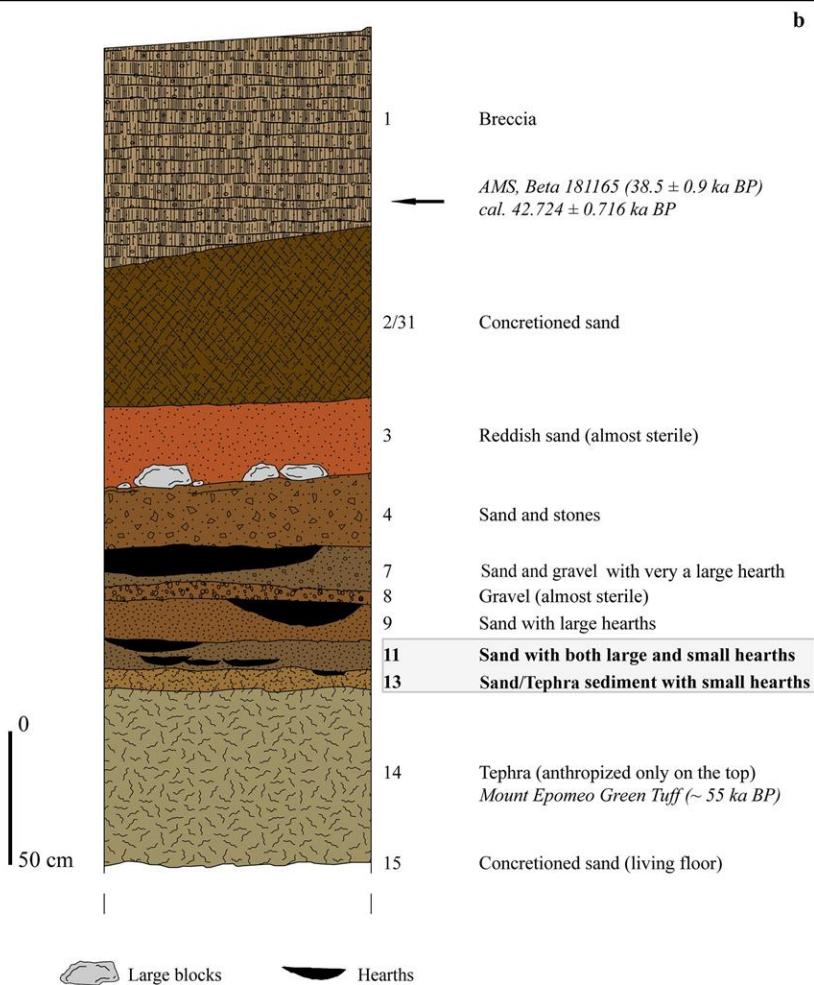 b
1 Breccia
AMS, Beta 181165 (38.5 ± 0.9 ka BP)
cal. 42.724 ± 0.716 ka BP
2/31 Concretioned sand
3 Reddish sand (almost sterile)
4 Sand and stones
7 Sand and gravel with very a large hearth
8 Gravel (almost sterile)
9 Sand with large hearths
11 Sand with both large and small hearths
13 Sand/Tephra sediment with small hearths
0
14 Tephra (anthropized only on the top)
Mount Epomeo Green Tuff (~ 55 ka BP)
50 cm
15 Concretioned sand (living floor)
Large blocks
Hearths